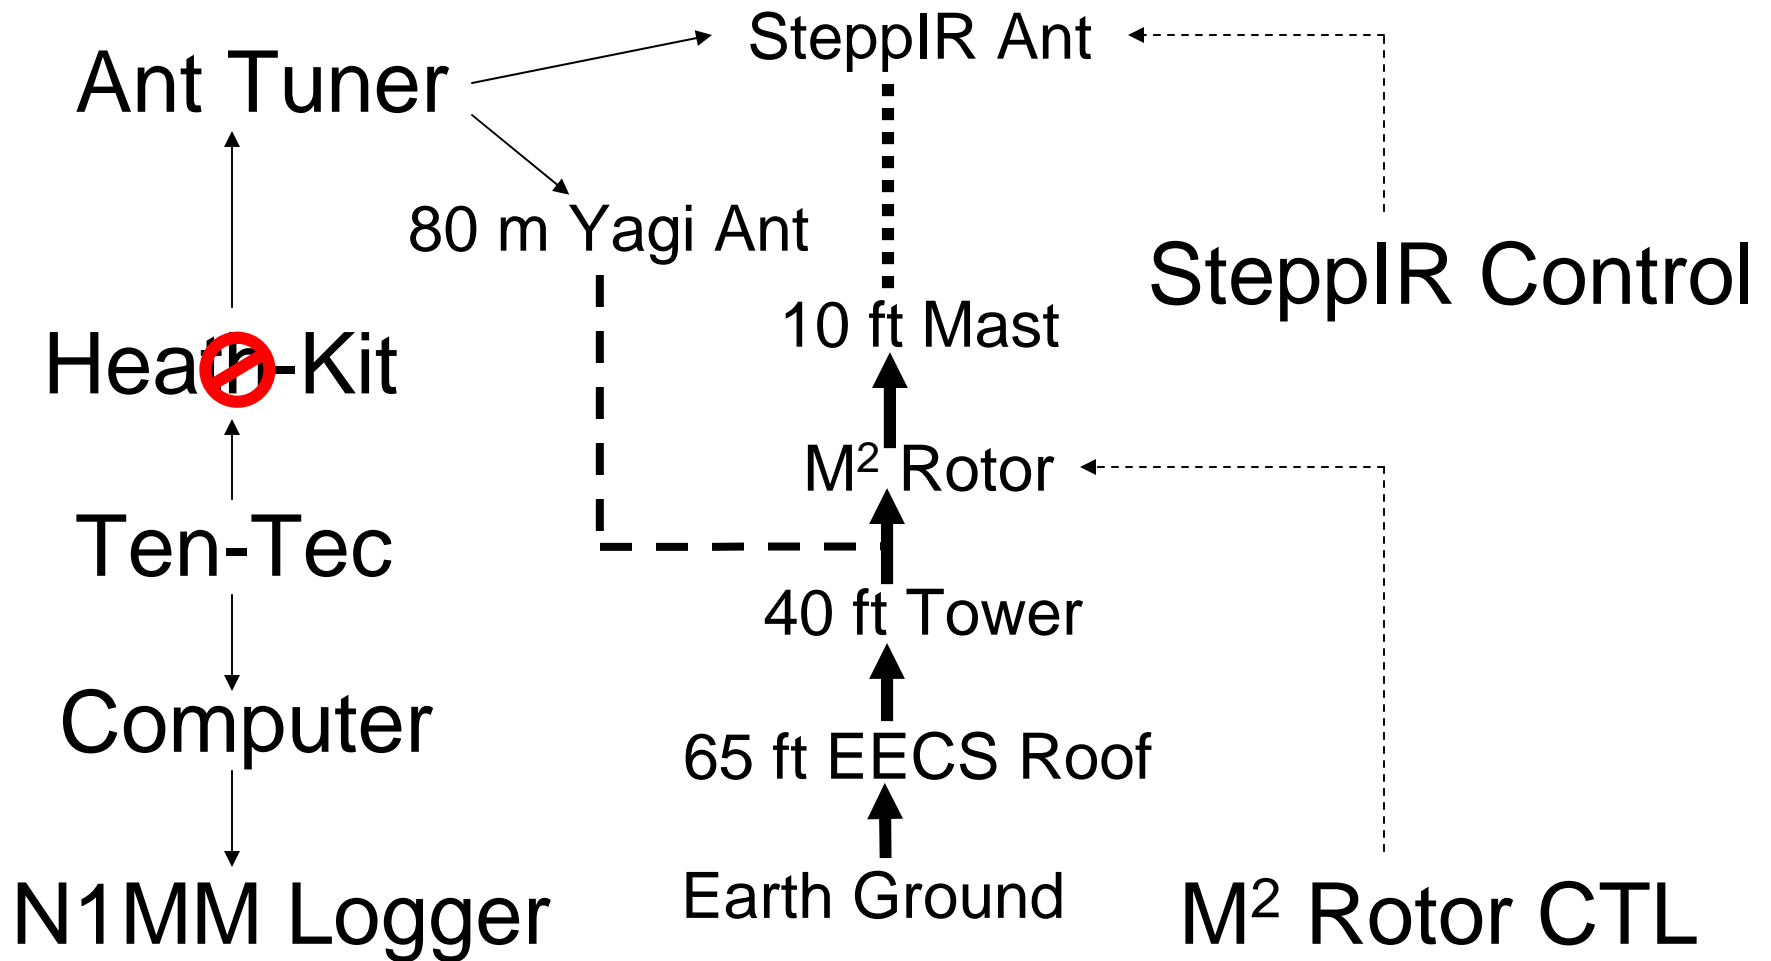 SteppIR Ant
Ant Tuner
80 m Yagi Ant
SteppIR Control
10 ft Mast
Heath-Kit
M² Rotor
Ten-Tec
40 ft Tower
Computer
65 ft EECS Roof
Earth Ground
N1MM Logger
M² Rotor CTL